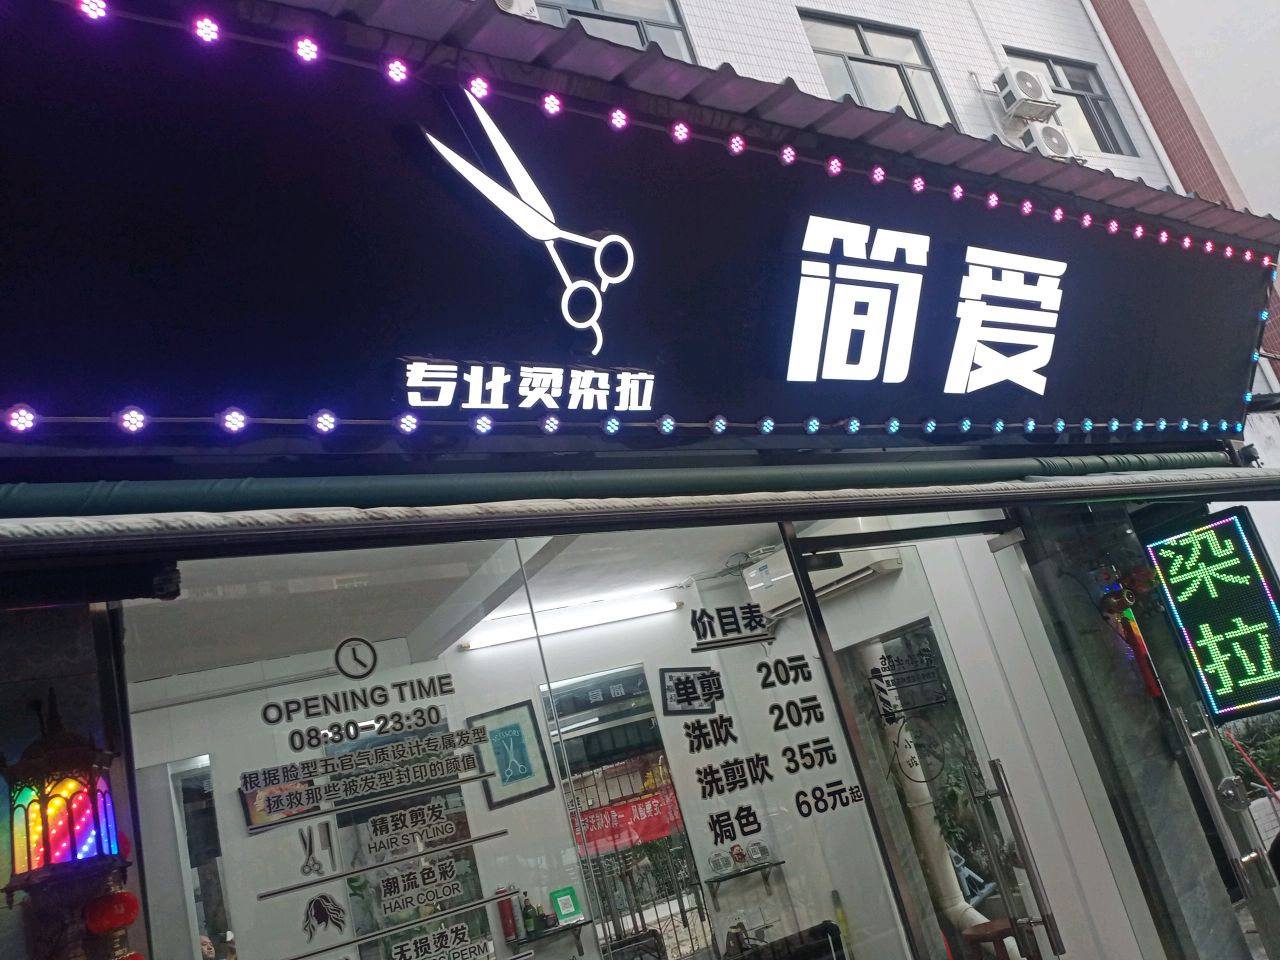 简爱
专业烫染拉
染
拉
OPENING TIME
08:30-23:30
根据脸型五官气质设计专属发型
拯救那些被发型封印的颜值
精致剪发
HAIR STYLING
潮流色彩
HAIR COLOR
无损烫发
PERM
价目表
单剪 20元
洗吹 20元
洗剪吹 35元
焗色 68元起
SCISSORS